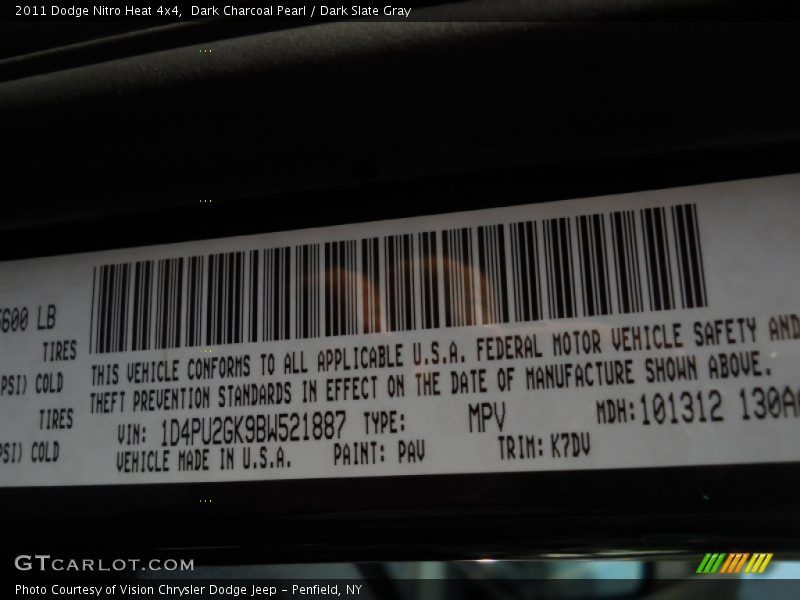 2011 Dodge Nitro Heat 4x4,  Dark Charcoal Pearl / Dark Slate Gray
LB
TIRES
PSI) COLD
TIRES
PSI) COLD
THIS VEHICLE CONFORMS TO ALL APPLICABLE U.S.A. FEDERAL MOTOR VEHICLE SAFETY AND
THEFT PREVENTION STANDARDS IN EFFECT ON THE DATE OF MANUFACTURE SHOWN ABOVE.
VIN: 1D4PU2GK9BW521887 TYPE: MPV MDH:101312 130A
VEHICLE MADE IN U.S.A. PAINT: PAV TRIM: K7DV
GTCARLOT.COM
Photo Courtesy of Vision Chrysler Dodge Jeep - Penfield, NY